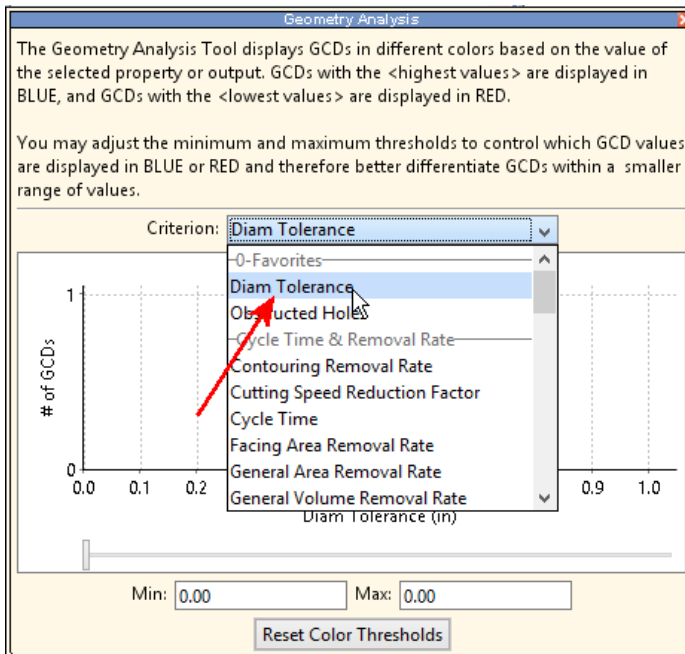 Geometry Analysis
The Geometry Analysis Tool displays GCDs in different colors based on the value of
the selected property or output. GCDs with the <highest values> are displayed in
BLUE, and GCDs with the <lowest values> are displayed in RED.
You may adjust the minimum and maximum thresholds to control which GCD values
are displayed in BLUE or RED and therefore better differentiate GCDs within a smaller
range of values.
Criterion: Diam Tolerance
0-Favorites
Diam Tolerance
Obstructed Holes
Cycle Time & Removal Rate
Contouring Removal Rate
Cutting Speed Reduction Factor
Cycle Time
Facing Area Removal Rate
General Area Removal Rate
General Volume Removal Rate
1
# of GCDs
0
0.0 0.1 0.2 0.9 1.0
Diam Tolerance (in)
Min: 0.00 Max: 0.00
Reset Color Thresholds